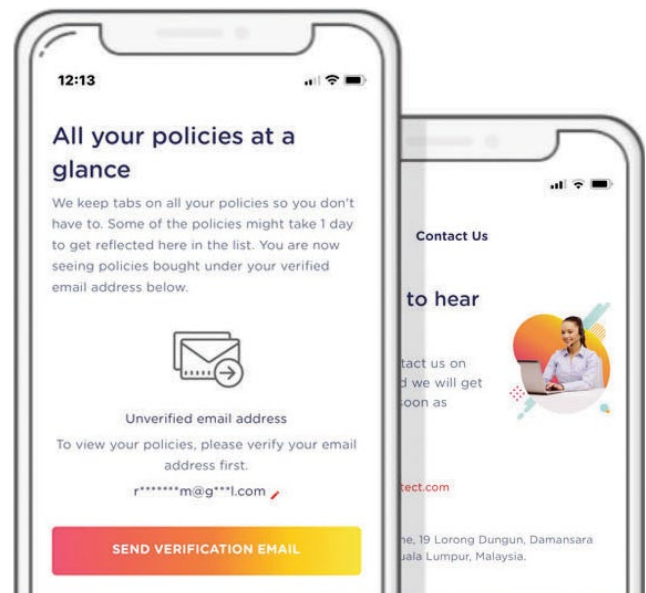 12:13
All your policies at a
glance
We keep tabs on all your policies so you don't
have to. Some of the policies might take 1 day
to get reflected here in the list. You are now
seeing policies bought under your verified
email address below.
Unverified email address
To view your policies, please verify your email
address first.
r*******m@g***l.com
SEND VERIFICATION EMAIL
Contact Us
to hear
tact us on
d we will get
soon as
tect.com
ne, 19 Lorong Dungun, Damansara
uala Lumpur, Malaysia.